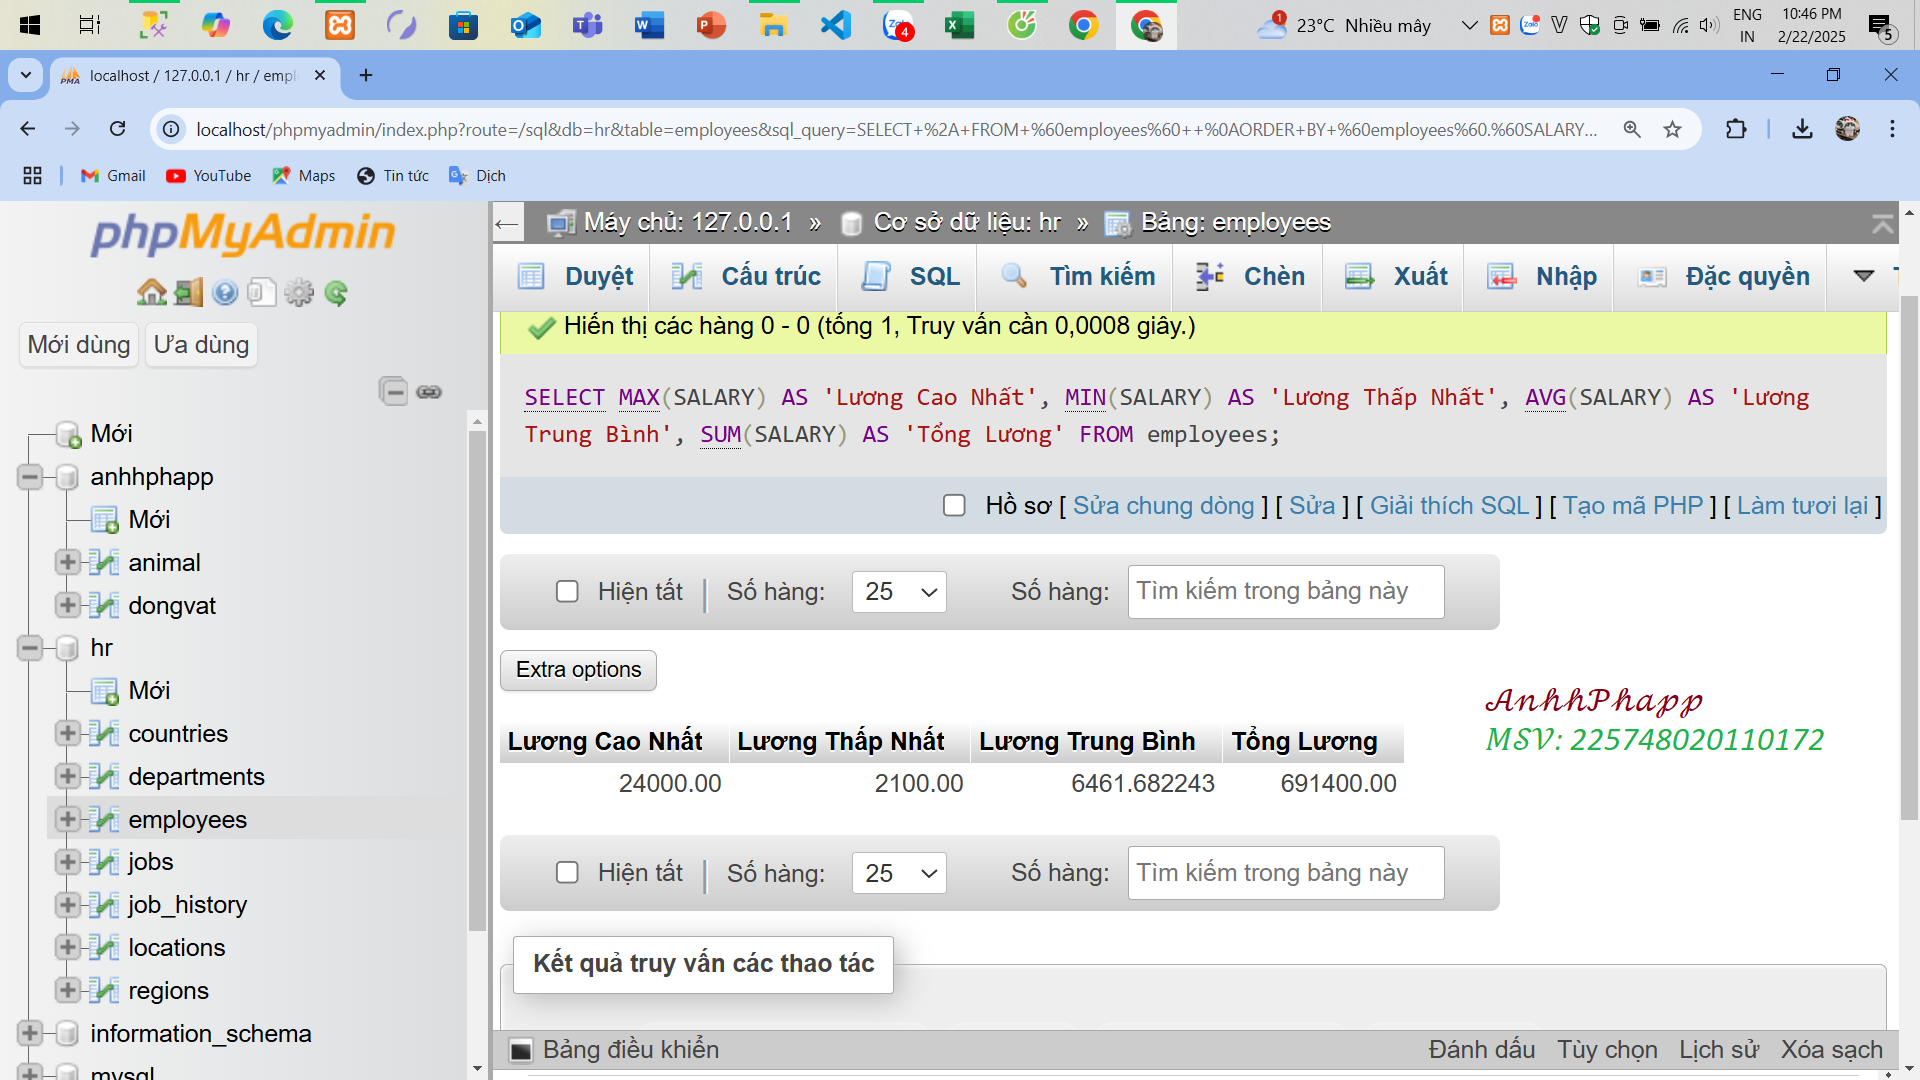 23°C Nhiều mây
1
4
ENG
IN
10:46 PM
2/22/2025
5
localhost / 127.0.0.1 / hr / empl
localhost/phpmyadmin/index.php?route=/sql&db=hr&table=employees&sql_query=SELECT+%2A+FROM+%60employees%60++%0AORDER+BY+%60employees%60.%60SALARY...
Gmail
YouTube
Maps
Tin tức
Dịch
phpMyAdmin
Mới dùng
Ưa dùng
Mới
anhhphapp
Mới
animal
dongvat
hr
Mới
countries
departments
employees
jobs
job_history
locations
regions
information_schema
mysql
Máy chủ: 127.0.0.1 » Cơ sở dữ liệu: hr » Bảng: employees
Duyệt
Cấu trúc
SQL
Tìm kiếm
Chèn
Xuất
Nhập
Đặc quyền
Hiển thị các hàng 0 - 0 (tổng 1, Truy vấn cần 0,0008 giây.)
SELECT MAX(SALARY) AS 'Lương Cao Nhất', MIN(SALARY) AS 'Lương Thấp Nhất', AVG(SALARY) AS 'Lương
Trung Bình', SUM(SALARY) AS 'Tổng Lương' FROM employees;
Hồ sơ [ Sửa chung dòng ] [ Sửa ] [ Giải thích SQL ] [ Tạo mã PHP ] [ Làm tươi lại ]
Hiện tất
Số hàng: 25
Số hàng: Tìm kiếm trong bảng này
Extra options
Lương Cao Nhất Lương Thấp Nhất Lương Trung Bình Tổng Lương
24000.00 2100.00 6461.682243 691400.00
AnhhPhapp
MSV: 225748020110172
Hiện tất
Số hàng: 25
Số hàng: Tìm kiếm trong bảng này
Kết quả truy vấn các thao tác
Bảng điều khiển
Đánh dấu Tùy chọn Lịch sử Xóa sạch